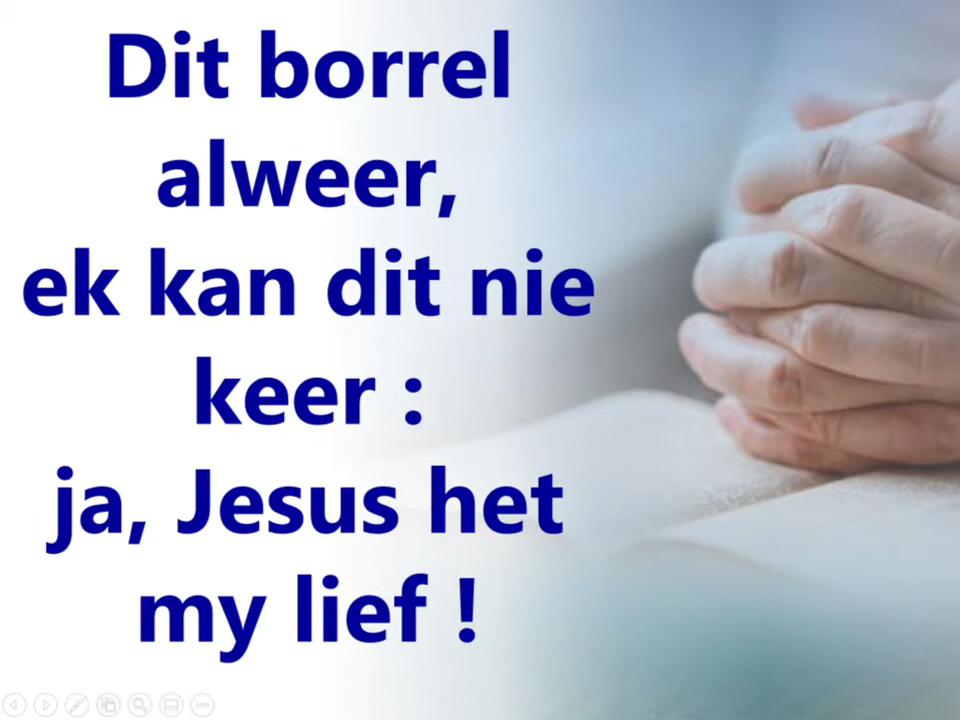 Dit borrel
alweer,
ek kan dit nie
keer :
ja, Jesus het
my lief !